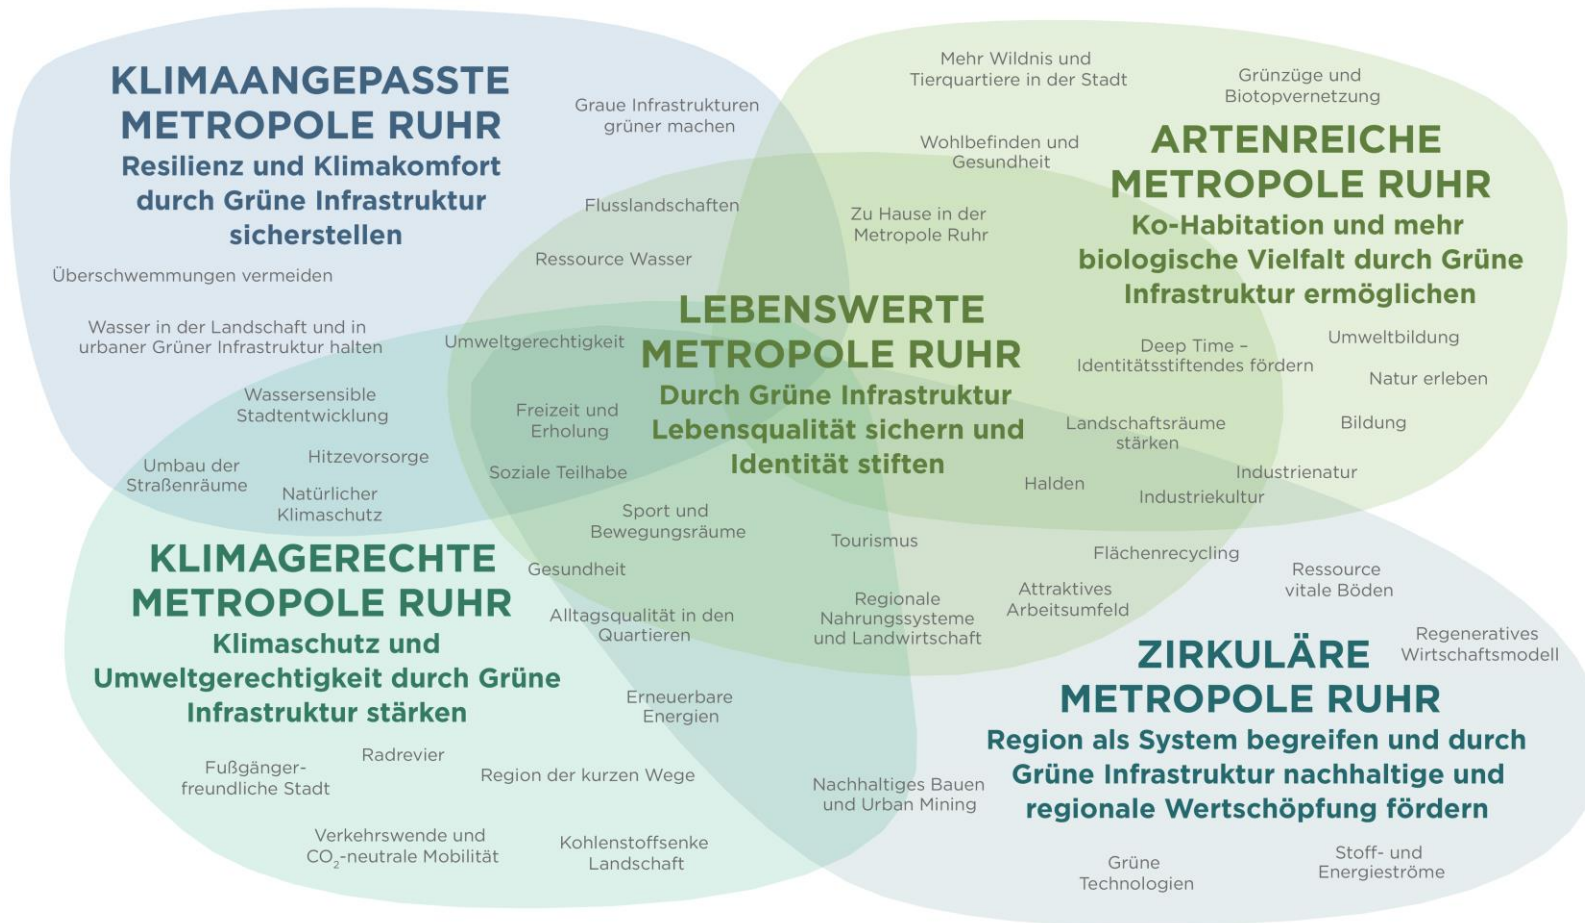 KLIMAANGEPASSTE
METROPOLE RUHR
Resilienz und Klimakomfort
durch Grüne Infrastruktur
sicherstellen
Überschwemmungen vermeiden
Wasser in der Landschaft und in
urbaner Grüner Infrastruktur halten
Wassersensible
Stadtentwicklung
Hitzevorsorge
Umbau der
Straßenräume
Natürlicher
Klimaschutz
Graue Infrastrukturen
grüner machen
Flusslandschaften
Ressource Wasser
Mehr Wildnis und
Tierquartiere in der Stadt
Grünzüge und
Biotopvernetzung
Wohlbefinden und
Gesundheit
Zu Hause in der
Metropole Ruhr
ARTENREICHE
METROPOLE RUHR
Ko-Habitation und mehr
biologische Vielfalt durch Grüne
Infrastruktur ermöglichen
Umweltbildung
Natur erleben
Bildung
Deep Time –
Identitätsstiftendes fördern
Landschaftsräume
stärken
Industrienatur
Industriekultur
Halden
LEBENSWERTE
METROPOLE RUHR
Durch Grüne Infrastruktur
Lebensqualität sichern und
Identität stiften
Umweltgerechtigkeit
Freizeit und
Erholung
Soziale Teilhabe
Sport und
Bewegungsräume
Gesundheit
Alltagsqualität in den
Quartieren
Tourismus
Regionale
Nahrungssysteme
und Landwirtschaft
Attraktives
Arbeitsumfeld
Flächenrecycling
KLIMAGERECHTE
METROPOLE RUHR
Klimaschutz und
Umweltgerechtigkeit durch Grüne
Infrastruktur stärken
Erneuerbare
Energien
Radrevier
Fußgänger-
freundliche Stadt
Region der kurzen Wege
Verkehrswende und
CO₂-neutrale Mobilität
Kohlenstoffsenke
Landschaft
Nachhaltiges Bauen
und Urban Mining
Ressource
vitale Böden
Regeneratives
Wirtschaftsmodell
ZIRKULÄRE
METROPOLE RUHR
Region als System begreifen und durch
Grüne Infrastruktur nachhaltige und
regionale Wertschöpfung fördern
Grüne
Technologien
Stoff- und
Energieströme